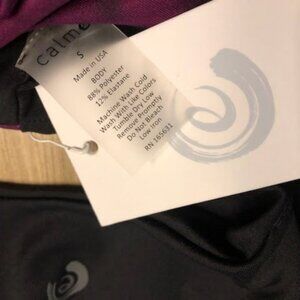 Calme
S
Made in USA
BODY
88% Polyester
12% Elastane
Machine Wash Cold
Wash With Like Colors
Tumble Dry Low
Remove Promptly
Do Not Bleach
Low Iron
RN 165631